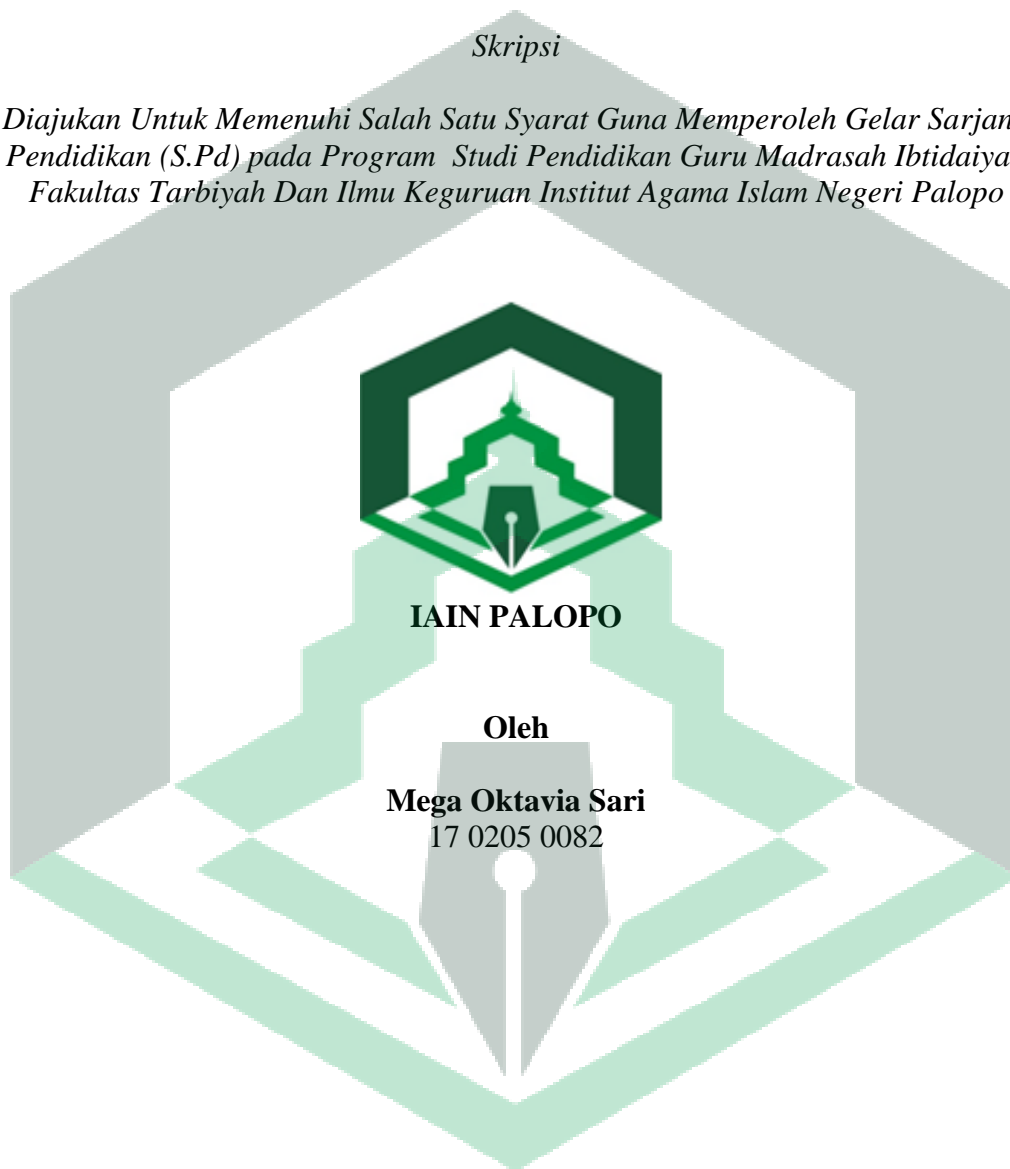 Skripsi
Diajukan Untuk Memenuhi Salah Satu Syarat Guna Memperoleh Gelar Sarjan
Pendidikan (S.Pd) pada Program Studi Pendidikan Guru Madrasah Ibtidaiya
Fakultas Tarbiyah Dan Ilmu Keguruan Institut Agama Islam Negeri Palopo
IAIN PALOPO
Oleh
Mega Oktavia Sari
17 0205 0082